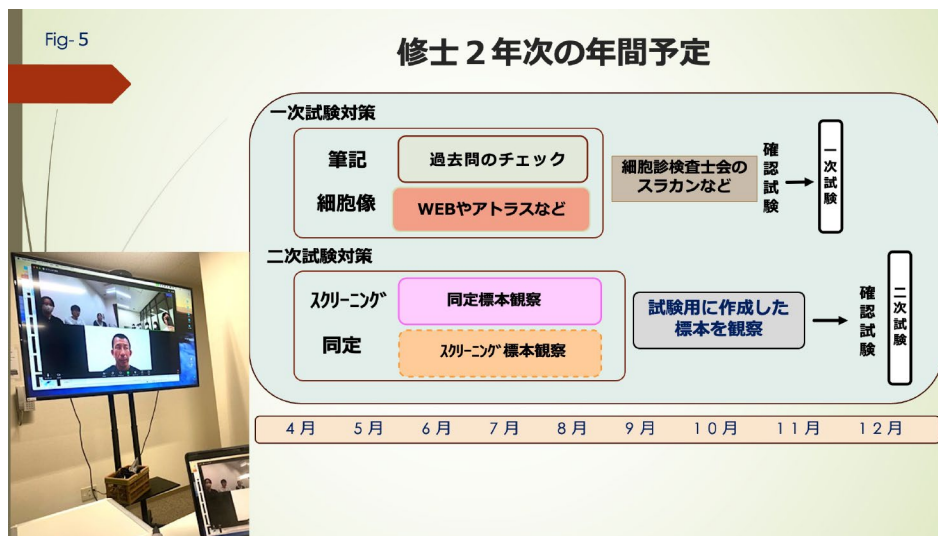 Fig- 5
修士２年次の年間予定
一次試験対策
筆記
過去問のチェック
細胞像
WEBやアトラスなど
細胞診検査士会の
スラカンなど
確認試験
一次試験
二次試験対策
ｽｸﾘｰﾆﾝｸﾞ
同定標本観察
同定
ｽｸﾘｰﾆﾝｸﾞ標本観察
試験用に作成した
標本を観察
確認試験
二次試験
4月 5月 6月 7月 8月 9月 10月 11月 12月